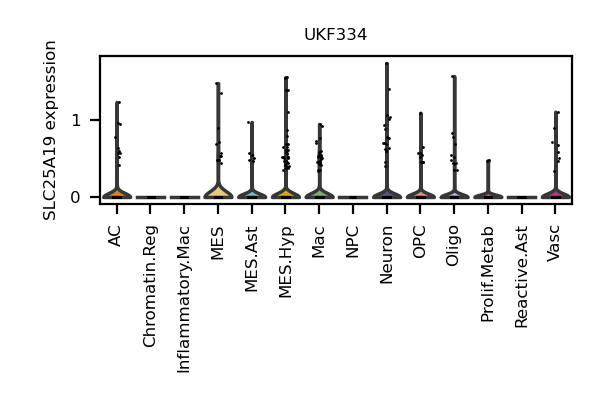 UKF334
SLC25A19 expression
1
0
AC
Chromatin.Reg
Inflammatory.Mac
MES
MES.Ast
MES.Hyp
Mac
NPC
Neuron
OPC
Oligo
Prolif.Metab
Reactive.Ast
Vasc